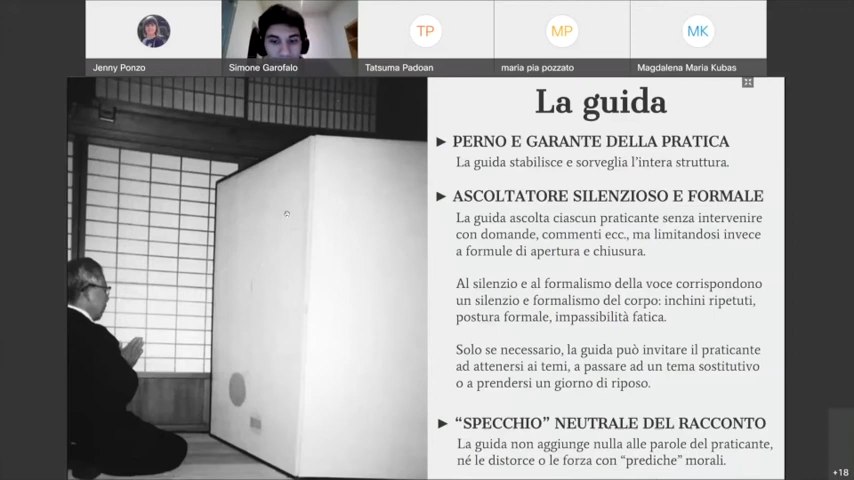 TP
MP
MK
Jenny Ponzo
Simone Garofalo
Tatsuma Padoan
maria pia pozzato
Magdalena Maria Kubas
La guida
► PERNO E GARANTE DELLA PRATICA
La guida stabilisce e sorveglia l'intera struttura.
► ASCOLTATORE SILENZIOSO E FORMALE
La guida ascolta ciascun praticante senza intervenire
con domande, commenti ecc., ma limitandosi invece
a formule di apertura e chiusura.
Al silenzio e al formalismo della voce corrispondono
un silenzio e formalismo del corpo: inchini ripetuti,
postura formale, impassibilità fatica.
Solo se necessario, la guida può invitare il praticante
ad attenersi ai temi, a passare ad un tema sostitutivo
o a prendersi un giorno di riposo.
► “SPECCHIO” NEUTRALE DEL RACCONTO
La guida non aggiunge nulla alle parole del praticante,
né le distorce o le forza con “prediche” morali.
+18